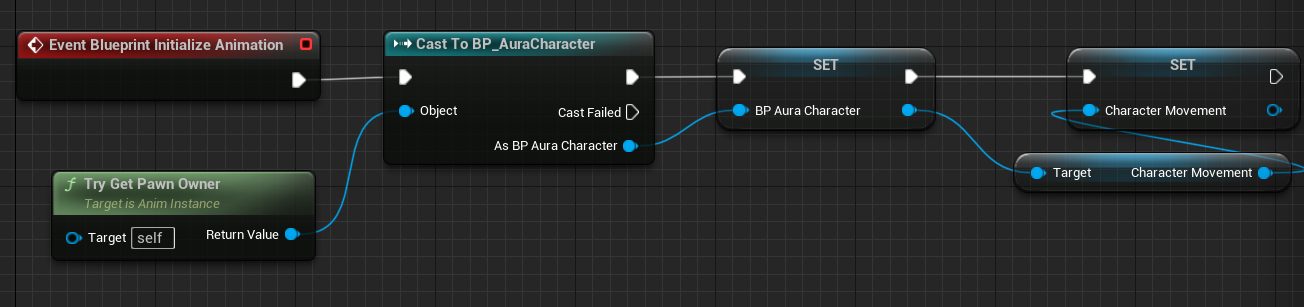 Event Blueprint Initialize Animation
Cast To BP_AuraCharacter
Object
Cast Failed
As BP Aura Character
SET
BP Aura Character
SET
Character Movement
Target
Character Movement
Try Get Pawn Owner
Target is Anim Instance
Target self
Return Value